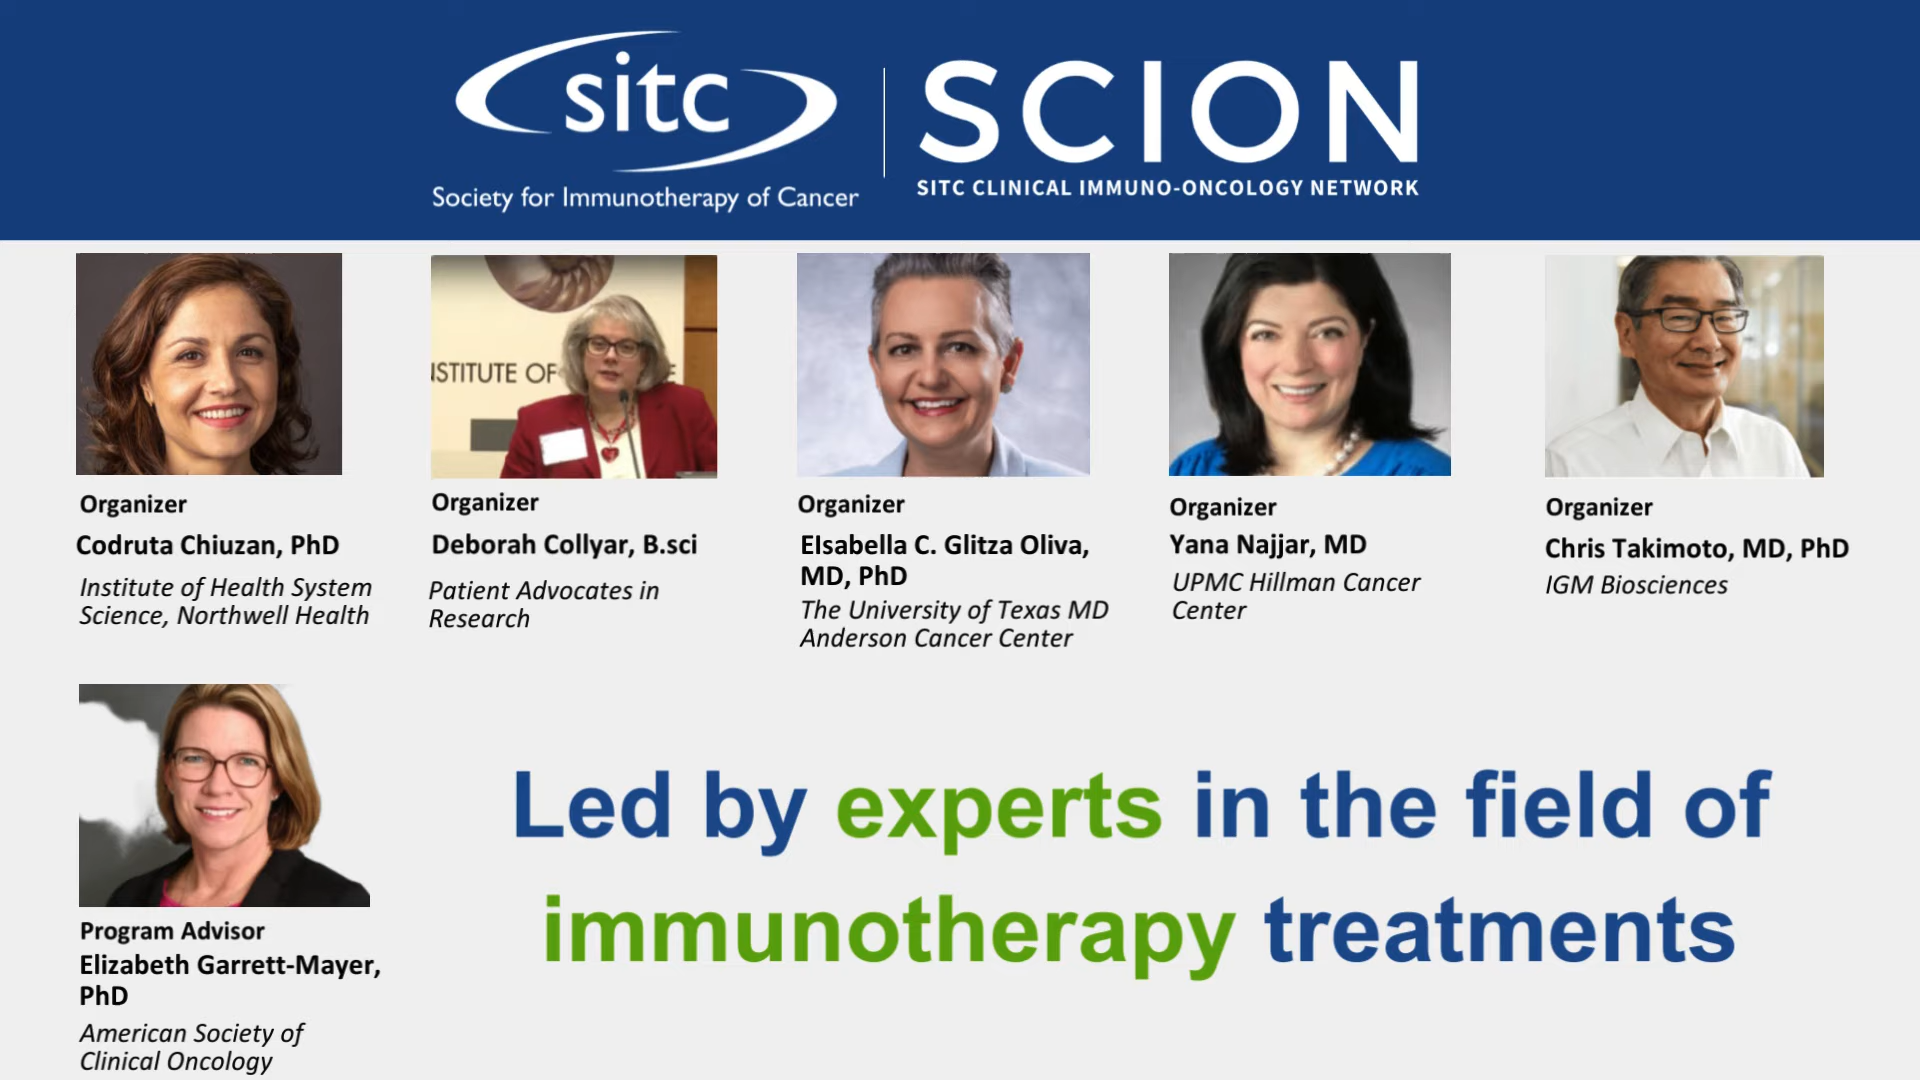 sitc
Society for Immunotherapy of Cancer
SCION
SITC CLINICAL IMMUNO-ONCOLOGY NETWORK
NSTITUTE OF
Organizer
Codruta Chiuzan, PhD
Institute of Health System
Science, Northwell Health
Organizer
Deborah Collyar, B.sci
Patient Advocates in
Research
Organizer
EIsabella C. Glitza Oliva,
MD, PhD
The University of Texas MD
Anderson Cancer Center
Organizer
Yana Najjar, MD
UPMC Hillman Cancer
Center
Organizer
Chris Takimoto, MD, PhD
IGM Biosciences
Program Advisor
Elizabeth Garrett-Mayer,
PhD
American Society of
Clinical Oncology
Led by experts in the field of
immunotherapy treatments